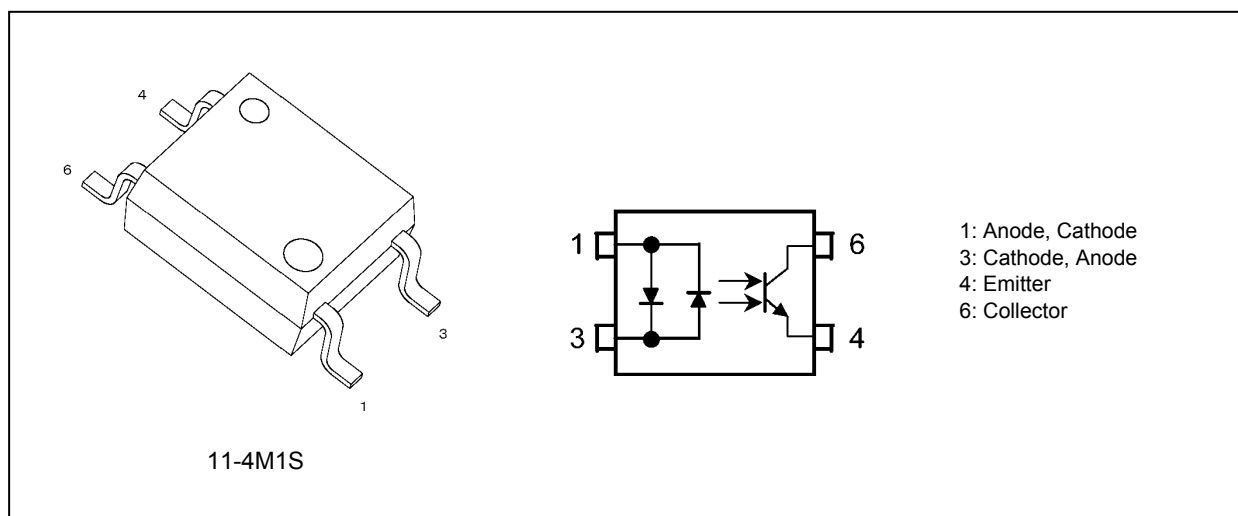 4
6
3
1
11-4M1S
1
6
3
4
1: Anode, Cathode
3: Cathode, Anode
4: Emitter
6: Collector